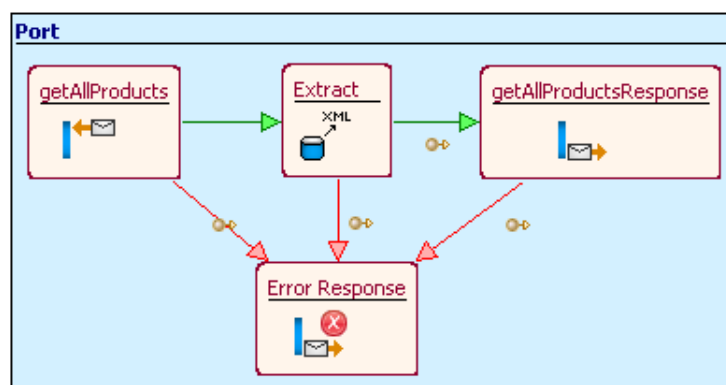 Port
getAllProducts
Extract
getAllProductsResponse
XML
Error Response